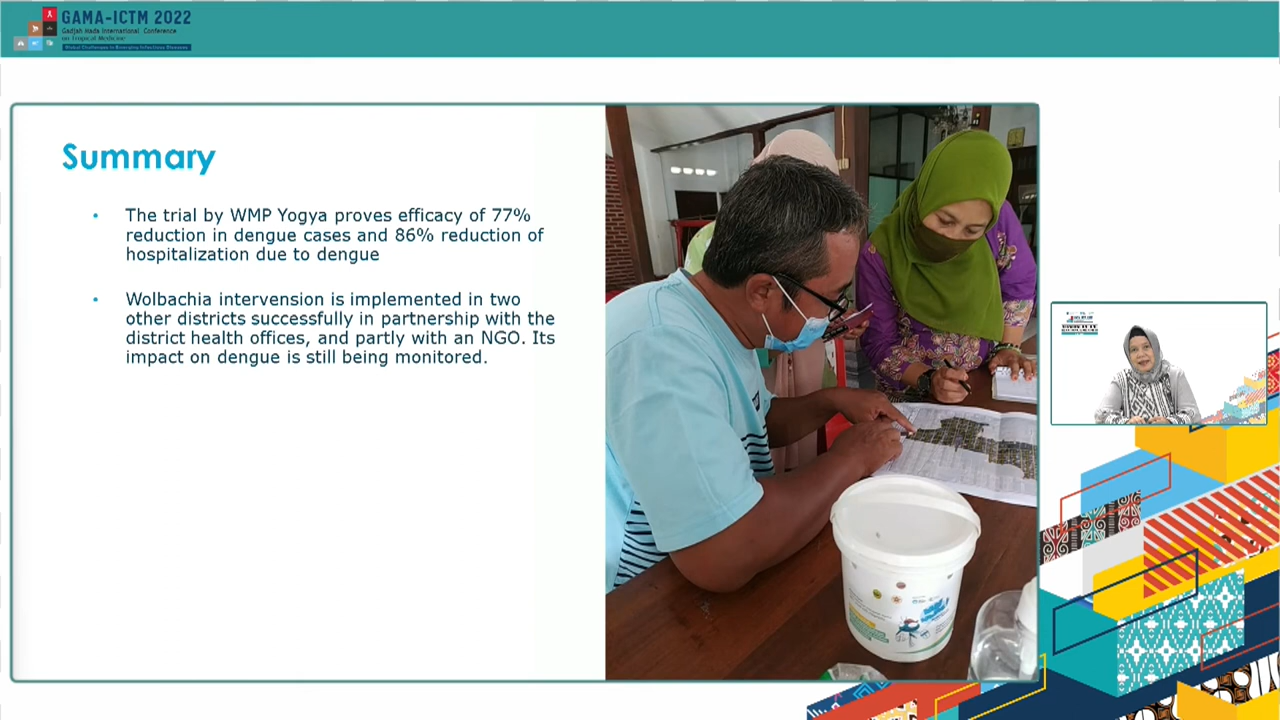 GAMA-ICTM 2022
Gadjah Mada International Conference
on Tropical Medicine
Global Challenges in Emerging Infectious Diseases
Summary
• The trial by WMP Yogya proves efficacy of 77%
reduction in dengue cases and 86% reduction of
hospitalization due to dengue
• Wolbachia intervension is implemented in two
other districts successfully in partnership with the
district health offices, and partly with an NGO. Its
impact on dengue is still being monitored.